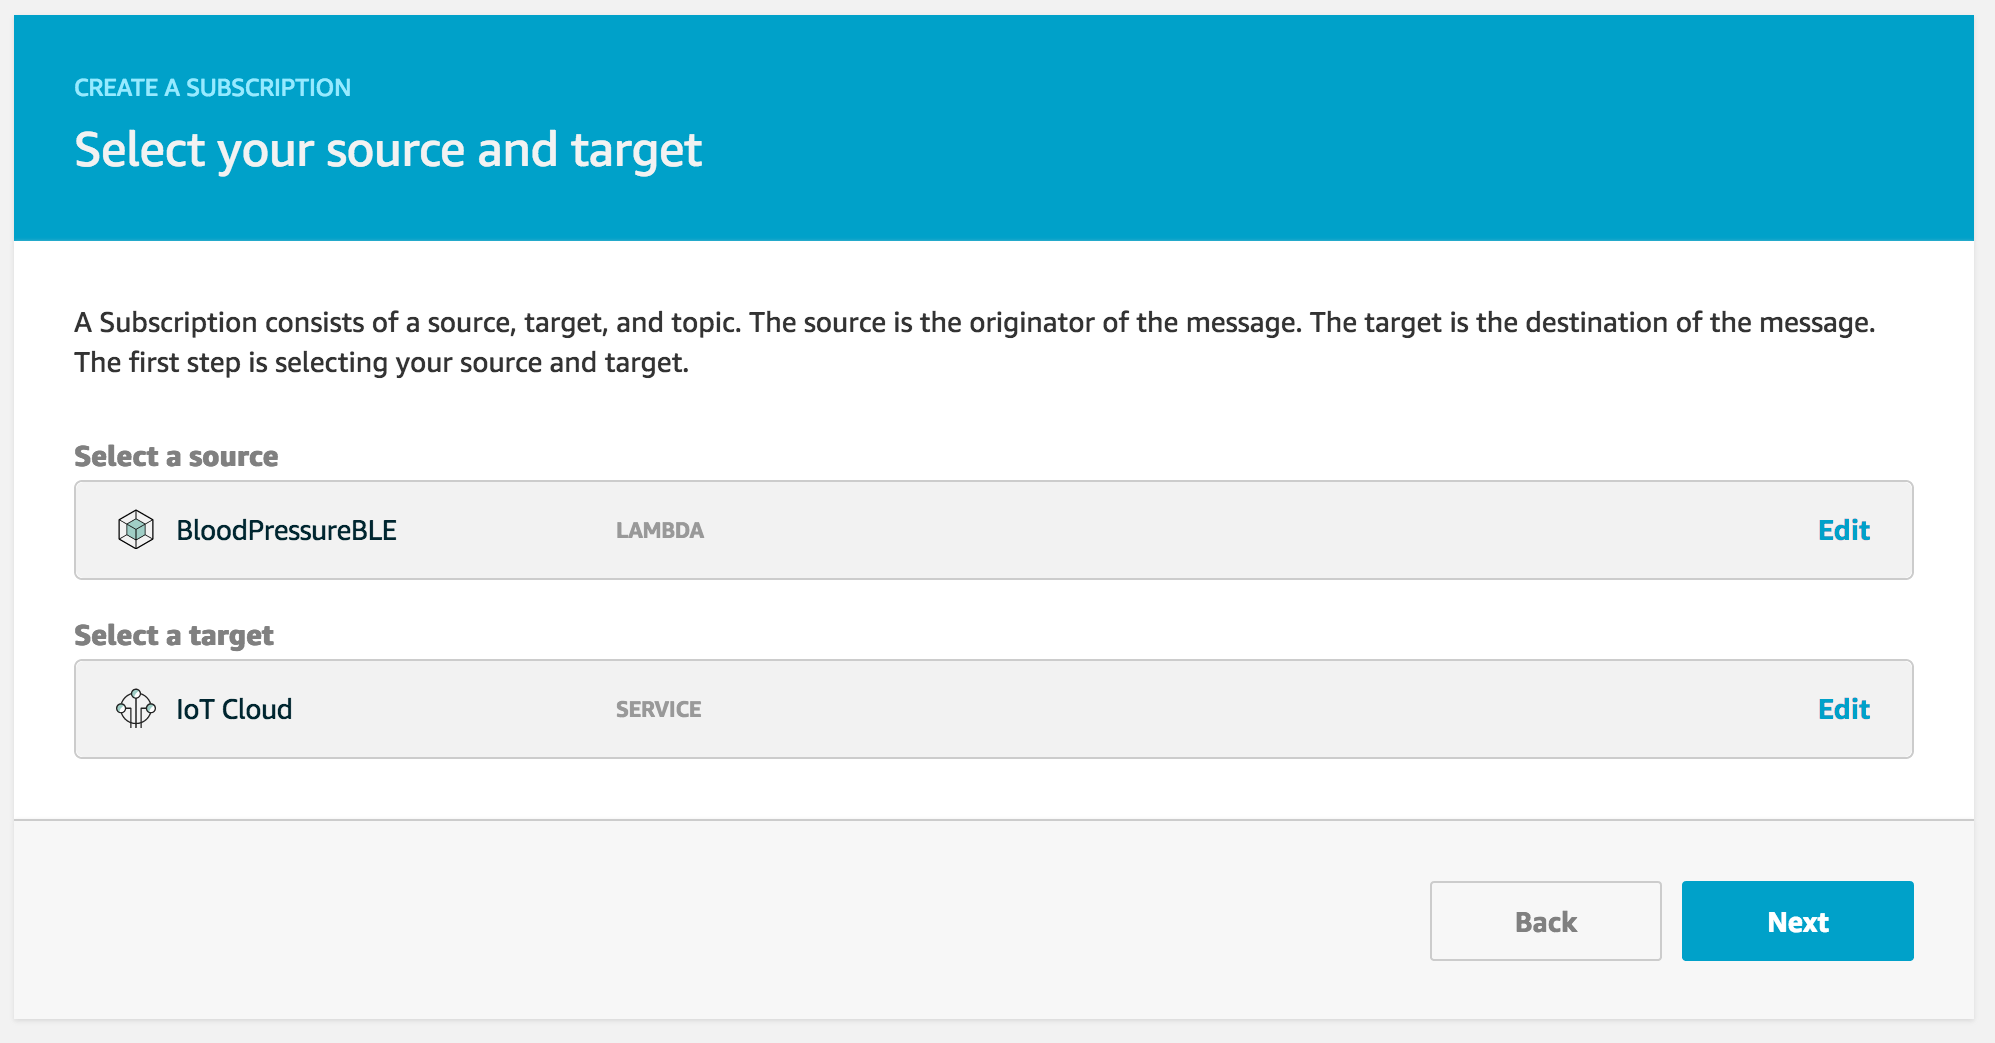 CREATE A SUBSCRIPTION
Select your source and target
A Subscription consists of a source, target, and topic. The source is the originator of the message. The target is the destination of the message.
The first step is selecting your source and target.
Select a source
BloodPressureBLE LAMBDA Edit
Select a target
IoT Cloud SERVICE Edit
Back Next